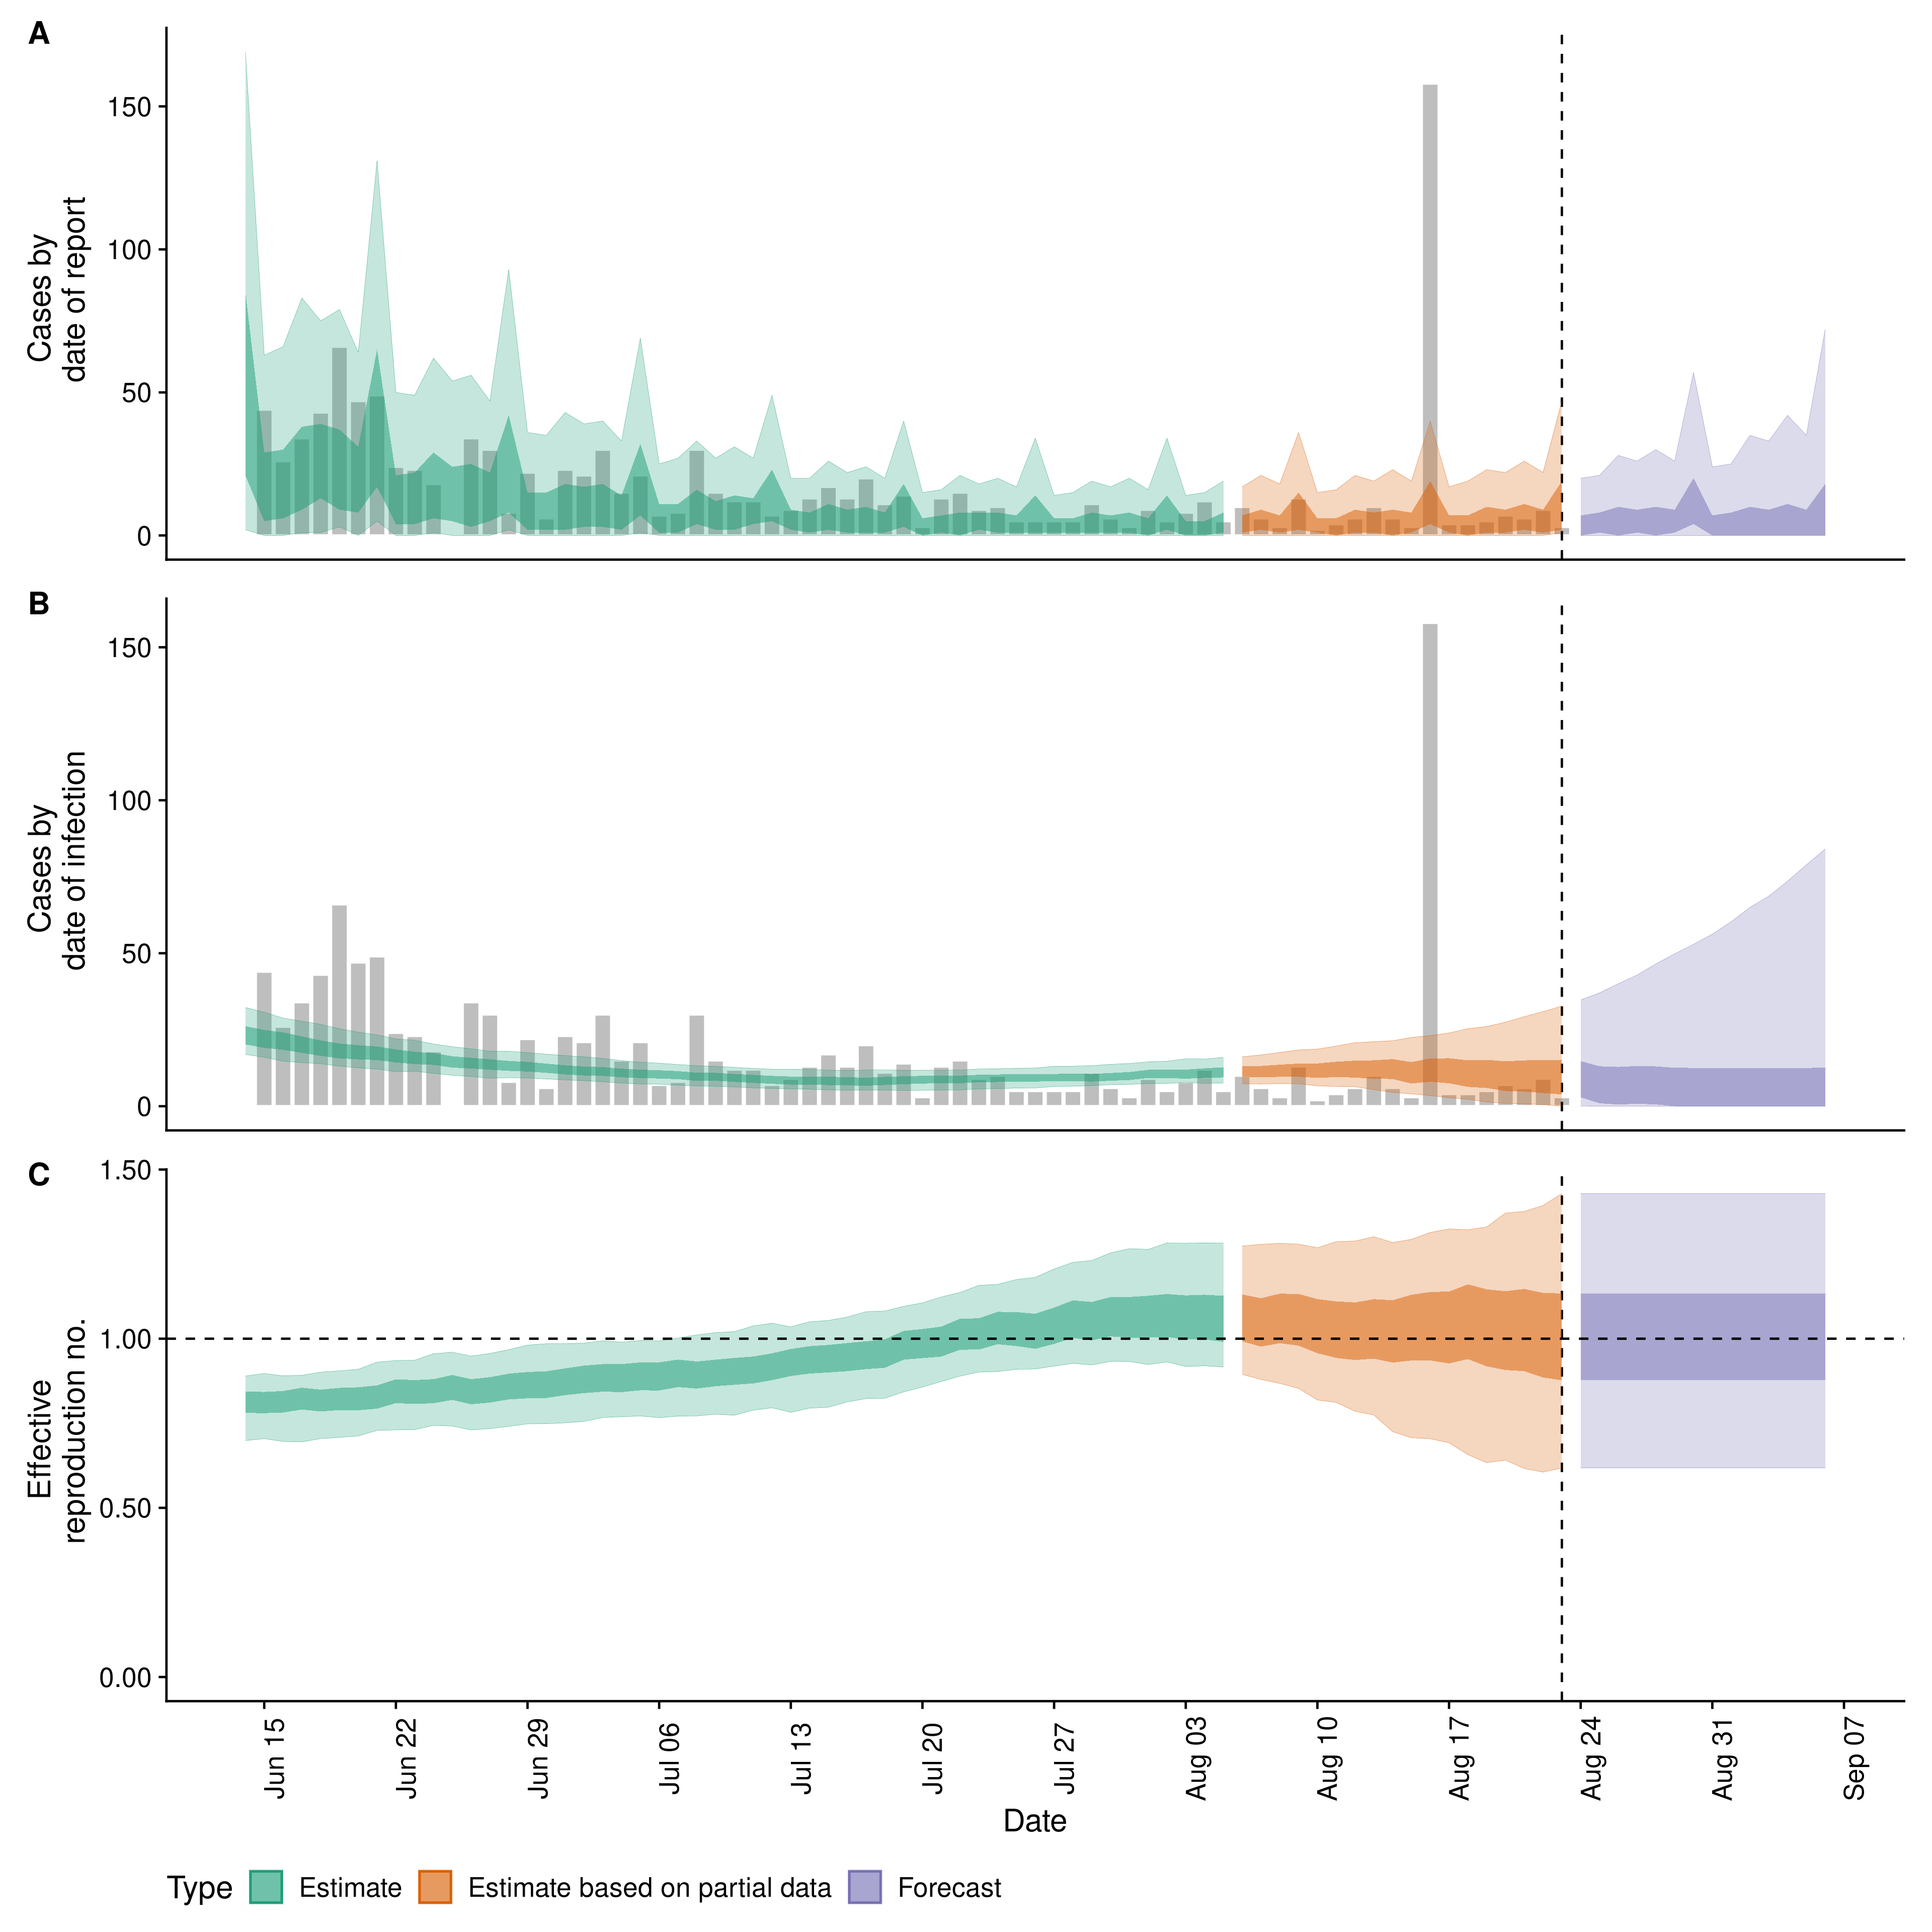 A
Cases by
date of report
150
100
50
0
B
Cases by
date of infection
150
100
50
0
C
Effective
reproduction no.
1.50
1.00
0.50
0.00
Jun 15
Jun 22
Jun 29
Jul 06
Jul 13
Jul 20
Jul 27
Aug 03
Aug 10
Aug 17
Aug 24
Aug 31
Sep 07
Date
Type Estimate Estimate based on partial data Forecast